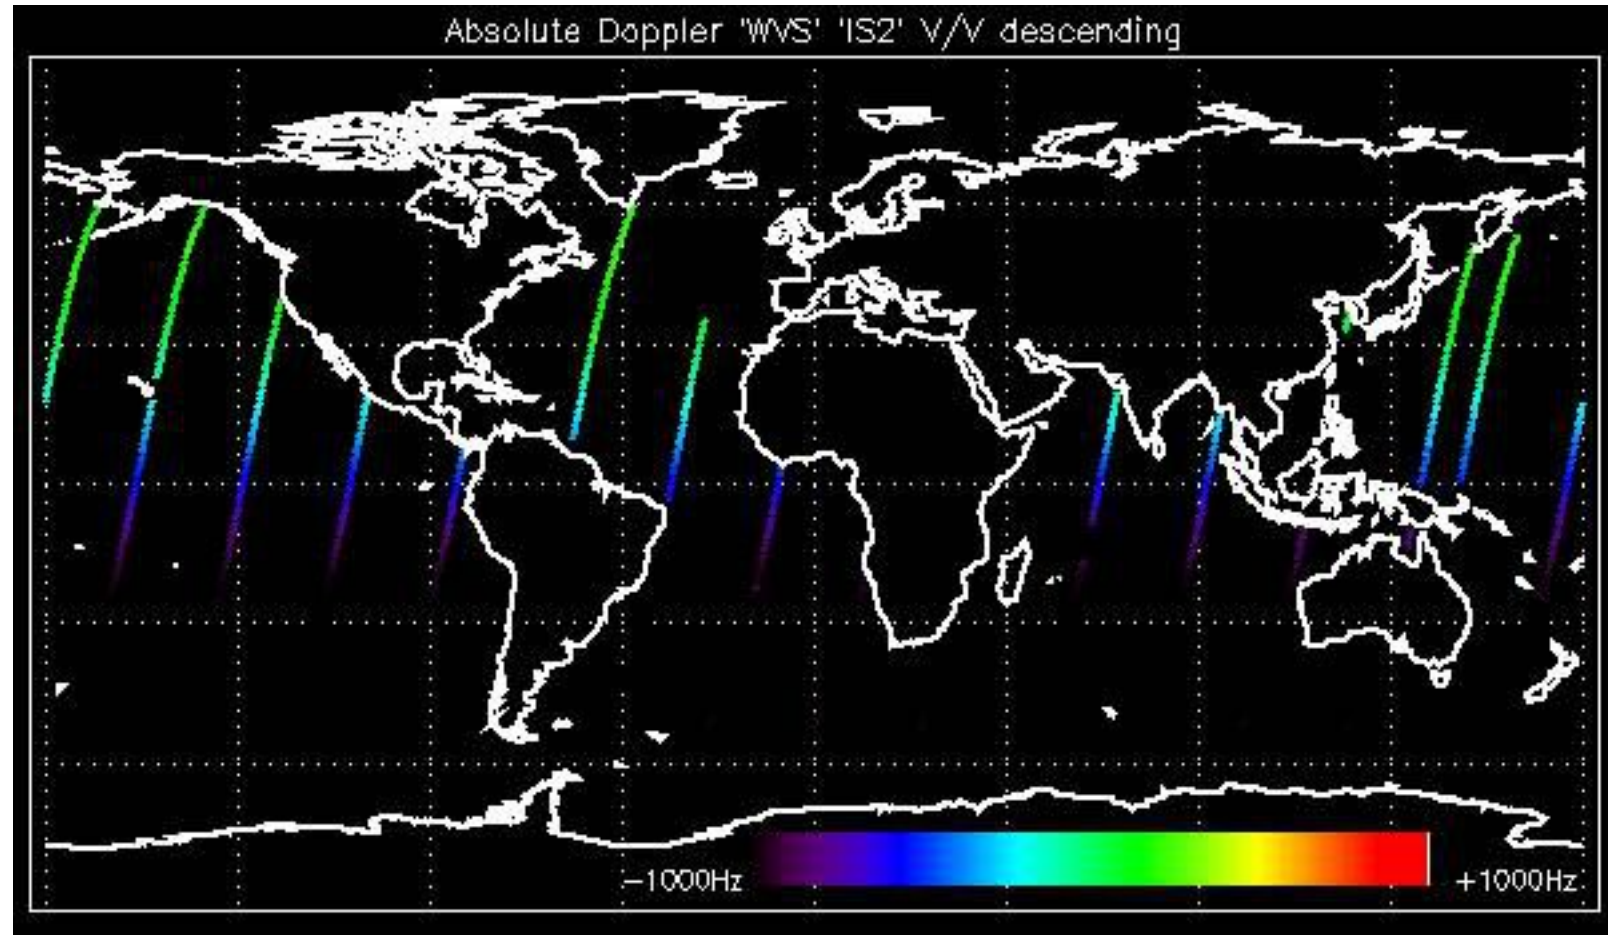 Absolute Doppler 'WVS' 'IS2' V/V descending
−1000Hz +1000Hz